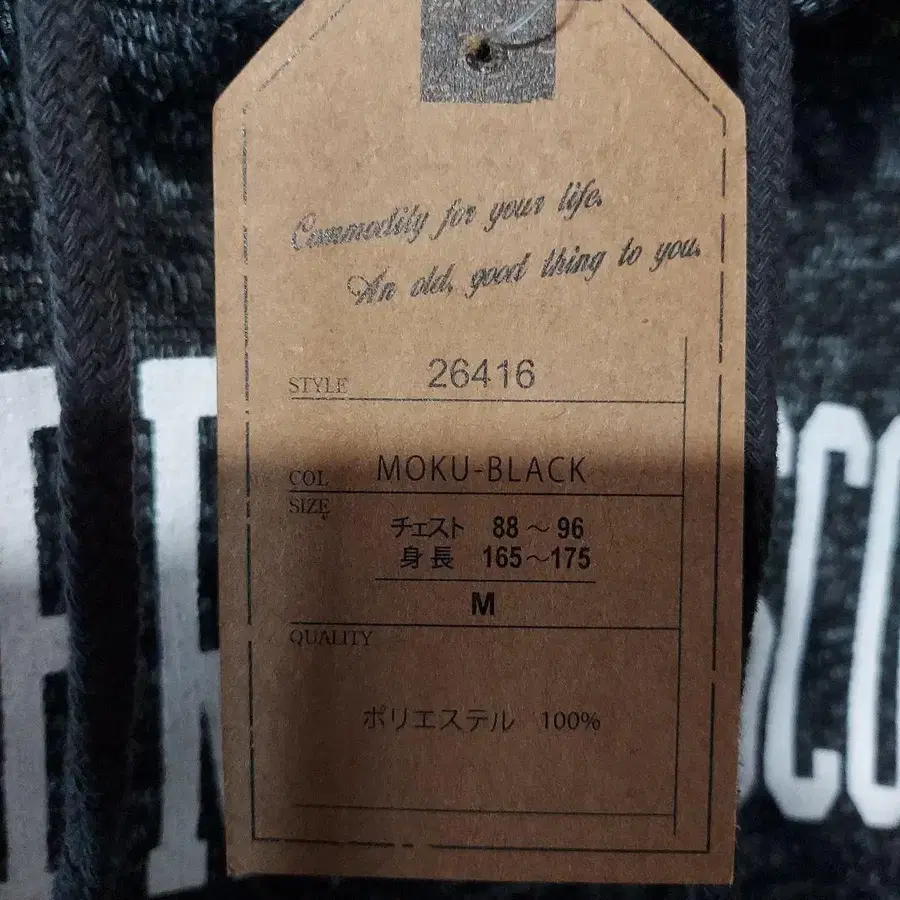 Commodity for your life.
An old, good thing to you.
STYLE 26416
COL MOKU-BLACK
SIZE
チェスト 88～96
身長 165～175
M
QUALITY
ポリエステル 100%